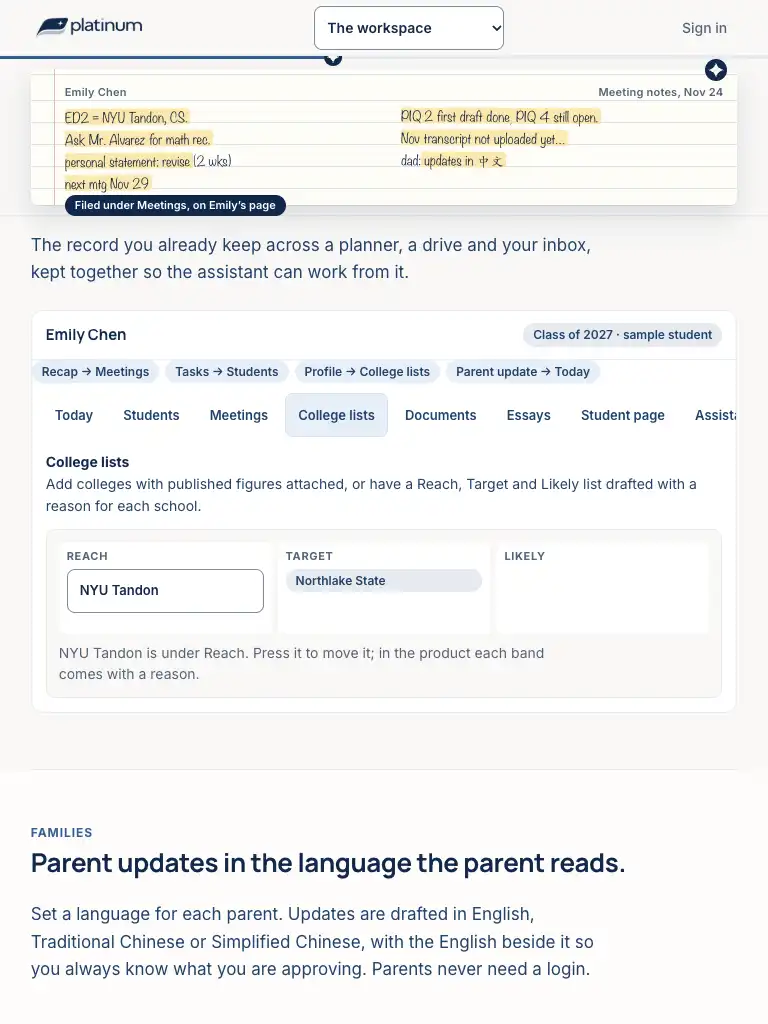 platinum
The workspace
Sign in
Emily Chen
Meeting notes, Nov 24
ED2 = NYU Tandon, CS.
Ask Mr. Alvarez for math rec.
personal statement: revise (2 wks)
next mtg Nov 29
PIQ 2 first draft done, PIQ 4 still open.
Nov transcript not uploaded yet...
dad: updates in 中文
Filed under Meetings, on Emily's page
The record you already keep across a planner, a drive and your inbox,
kept together so the assistant can work from it.
Emily Chen
Class of 2027 · sample student
Recap → Meetings
Tasks → Students
Profile → College lists
Parent update → Today
Today
Students
Meetings
College lists
Documents
Essays
Student page
Assista
College lists
Add colleges with published figures attached, or have a Reach, Target and Likely list drafted with a
reason for each school.
REACH
TARGET
LIKELY
NYU Tandon
Northlake State
NYU Tandon is under Reach. Press it to move it; in the product each band
comes with a reason.
FAMILIES
Parent updates in the language the parent reads.
Set a language for each parent. Updates are drafted in English,
Traditional Chinese or Simplified Chinese, with the English beside it so
you always know what you are approving. Parents never need a login.